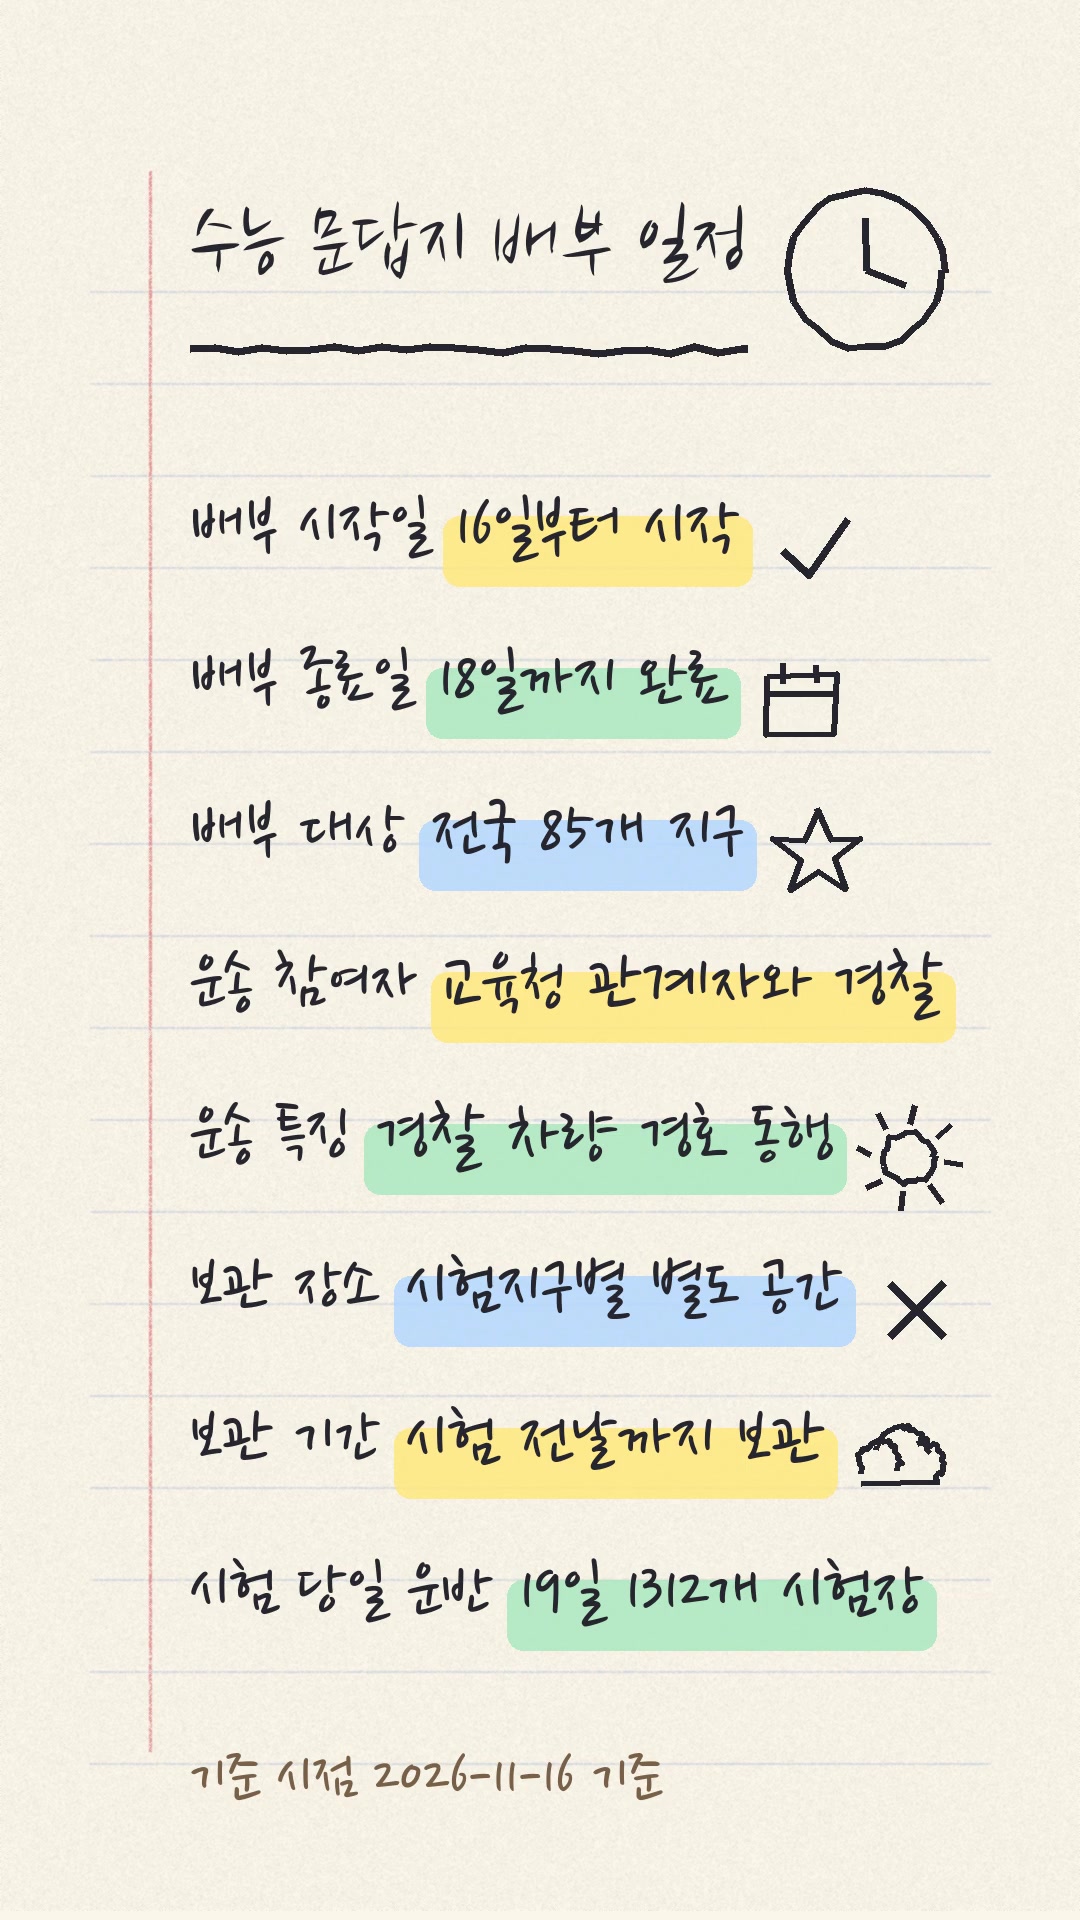 수능 문답지 배부 일정
배부 시작일 16일부터 시작
배부 종료일 18일까지 완료
배부 대상 전국 85개 지구
운송 참여자 교육청 관계자와 경찰
운송 특징 경찰 차량 경호 동행
보관 장소 시험지구별 별도 공간
보관 기간 시험 전날까지 보관
시험 당일 운반 19일 1312개 시험장
기준 시점 2026-11-16 기준